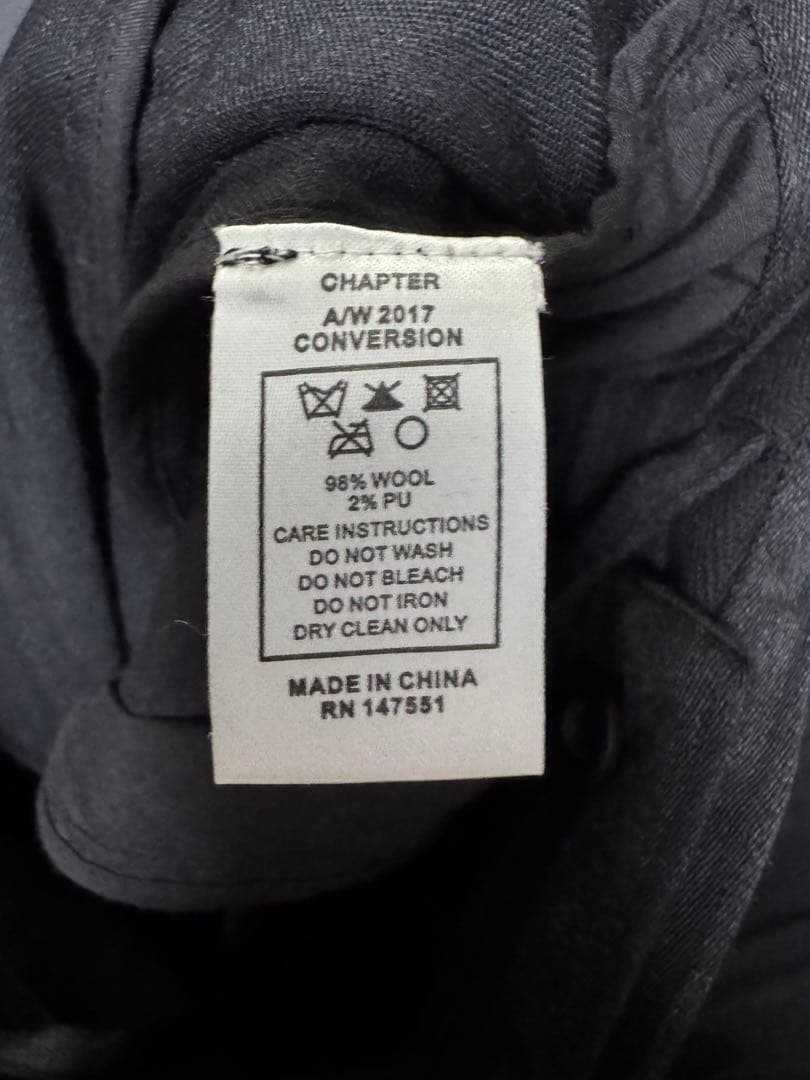 CHAPTER
A/W 2017
CONVERSION
98% WOOL
2% PU
CARE INSTRUCTIONS
DO NOT WASH
DO NOT BLEACH
DO NOT IRON
DRY CLEAN ONLY
MADE IN CHINA
RN 147551